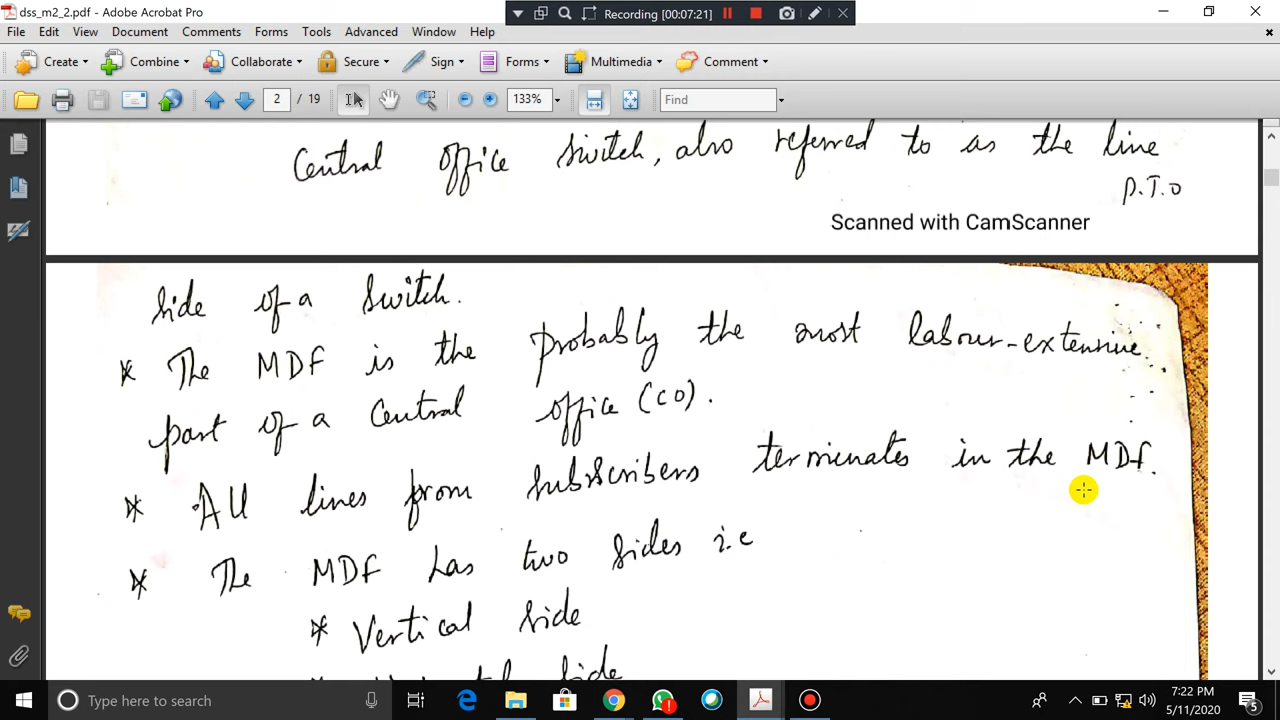 dss_m2_2.pdf - Adobe Acrobat Pro
Recording [00:07:21]
File Edit View Document Comments Forms Tools Advanced Window Help
Create Combine Collaborate Secure Sign Forms Multimedia Comment
2 / 19 133% Find
Central office switch, also referred to as the line
P.T.O
Scanned with CamScanner
side of a switch.
* The MDF is the probably the most labour-extensive
part of a Central office (CO).
* All lines from subsscribers terminates in the MDF.
* The MDF has two sides i.e
* Vertical side
side
Type here to search
7:22 PM
5/11/2020
5